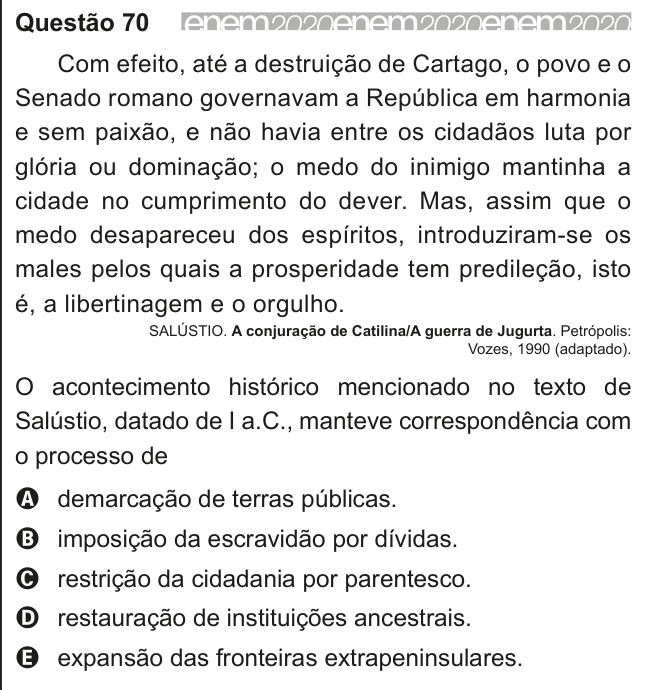 Questão 70 enem2020enem2020enem2020
Com efeito, até a destruição de Cartago, o povo e o
Senado romano governavam a República em harmonia
e sem paixão, e não havia entre os cidadãos luta por
glória ou dominação; o medo do inimigo mantinha a
cidade no cumprimento do dever. Mas, assim que o
medo desapareceu dos espíritos, introduziram-se os
males pelos quais a prosperidade tem predileção, isto
é, a libertinagem e o orgulho.
SALÚSTIO. A conjuração de Catilina/A guerra de Jugurta. Petrópolis:
Vozes, 1990 (adaptado).
O acontecimento histórico mencionado no texto de
Salústio, datado de I a.C., manteve correspondência com
o processo de
A demarcação de terras públicas.
B imposição da escravidão por dívidas.
C restrição da cidadania por parentesco.
D restauração de instituições ancestrais.
E expansão das fronteiras extrapeninsulares.